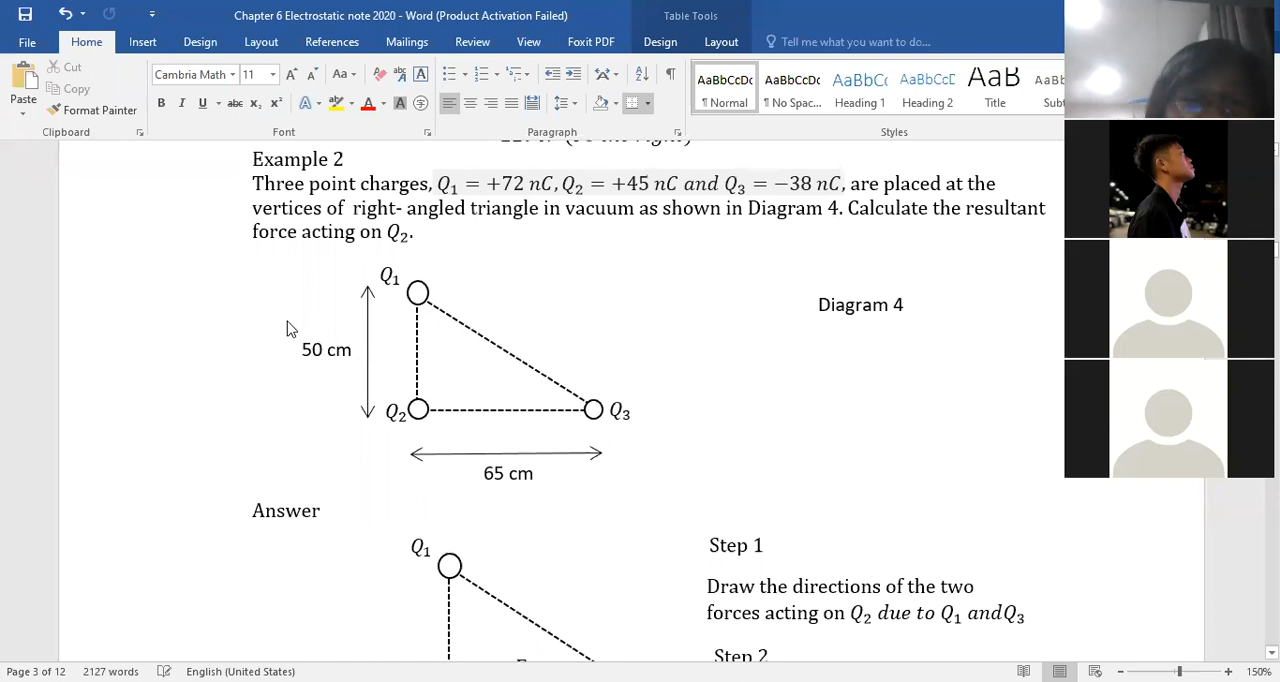 Chapter 6 Electrostatic note 2020 - Word (Product Activation Failed)
Table Tools
File Home Insert Design Layout References Mailings Review View Foxit PDF Design Layout Tell me what you want to do...
Cut
Copy
Paste
Format Painter
Clipboard
Cambria Math 11
Font
Paragraph
AaBbCcDc AaBbCcDc AaBbCc AaBbCcD AaB
¶ Normal ¶ No Spec... Heading 1 Heading 2 Title
Styles
Example 2
Three point charges, Q₁ = +72 nC, Q₂ = +45 nC and Q₃ = −38 nC, are placed at the
vertices of right- angled triangle in vacuum as shown in Diagram 4. Calculate the resultant
force acting on Q₂.
Q₁
Diagram 4
50 cm
Q₂
Q₃
65 cm
Answer
Q₁
Step 1
Draw the directions of the two
forces acting on Q₂ due to Q₁ andQ₃
Step 2
Page 3 of 12 2127 words English (United States) 150%